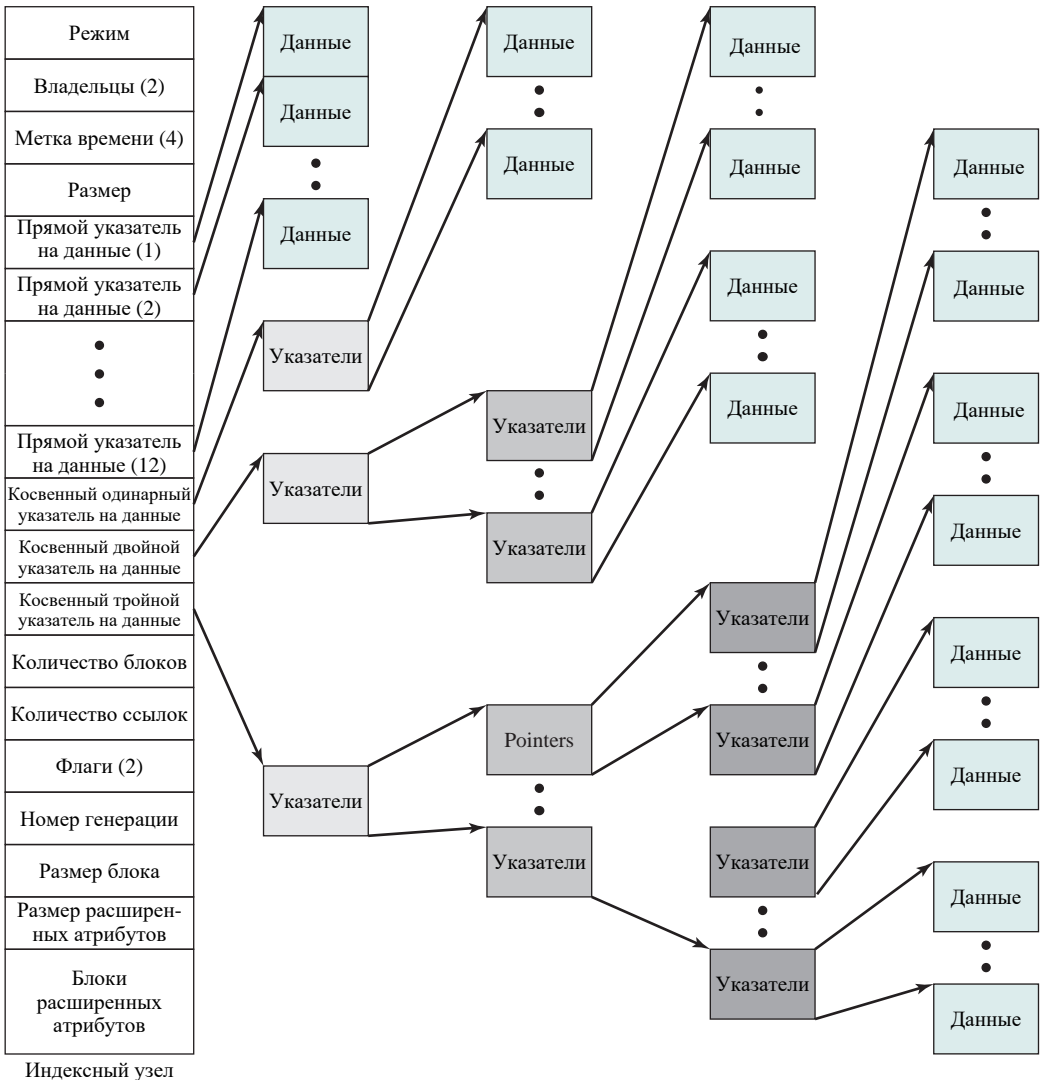 Режим
Владельцы (2)
Метка времени (4)
Размер
Прямой указатель
на данные (1)
Прямой указатель
на данные (2)
Прямой указатель
на данные (12)
Косвенный одинарный
указатель на данные
Косвенный двойной
указатель на данные
Косвенный тройной
указатель на данные
Количество блоков
Количество ссылок
Флаги (2)
Номер генерации
Размер блока
Размер расширен-
ных атрибутов
Блоки
расширенных
атрибутов
Индексный узел
Данные
Данные
Данные
Указатели
Указатели
Указатели
Данные
Данные
Указатели
Указатели
Pointers
Указатели
Данные
Данные
Данные
Данные
Указатели
Указатели
Указатели
Указатели
Данные
Данные
Данные
Данные
Данные
Данные
Данные
Данные